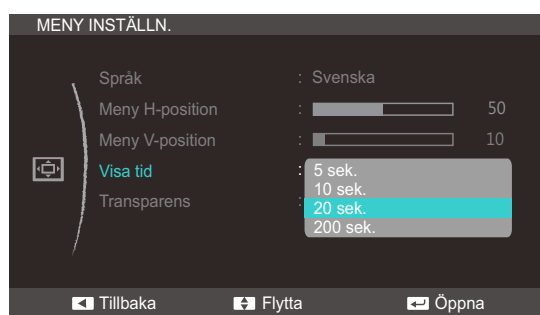 MENY INSTÄLLN.
Språk : Svenska
Meny H-position : 50
Meny V-position : 10
Visa tid : 5 sek.
10 sek.
Transparens : 20 sek.
200 sek.
Tillbaka Flytta Öppna